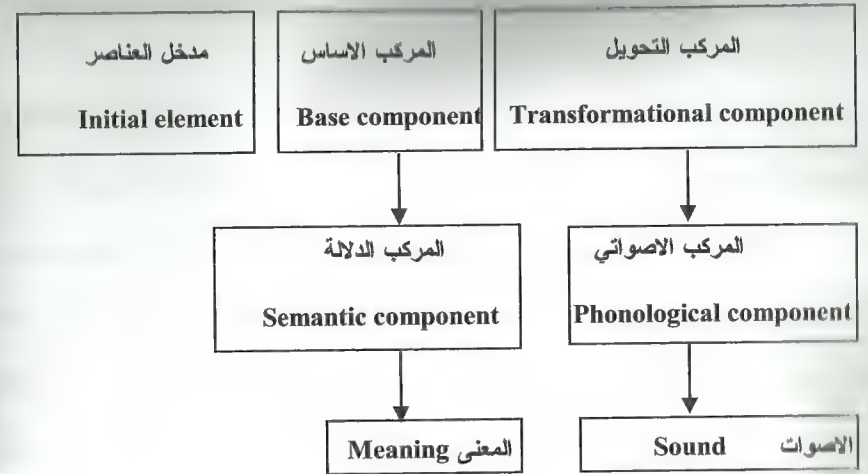 مدخل العناصر
Initial element
المركب الاساس
Base component
المركب التحويل
Transformational component
المركب الدلالة
Semantic component
المركب الاصواتي
Phonological component
Meaning المعنى
Sound الاصوات